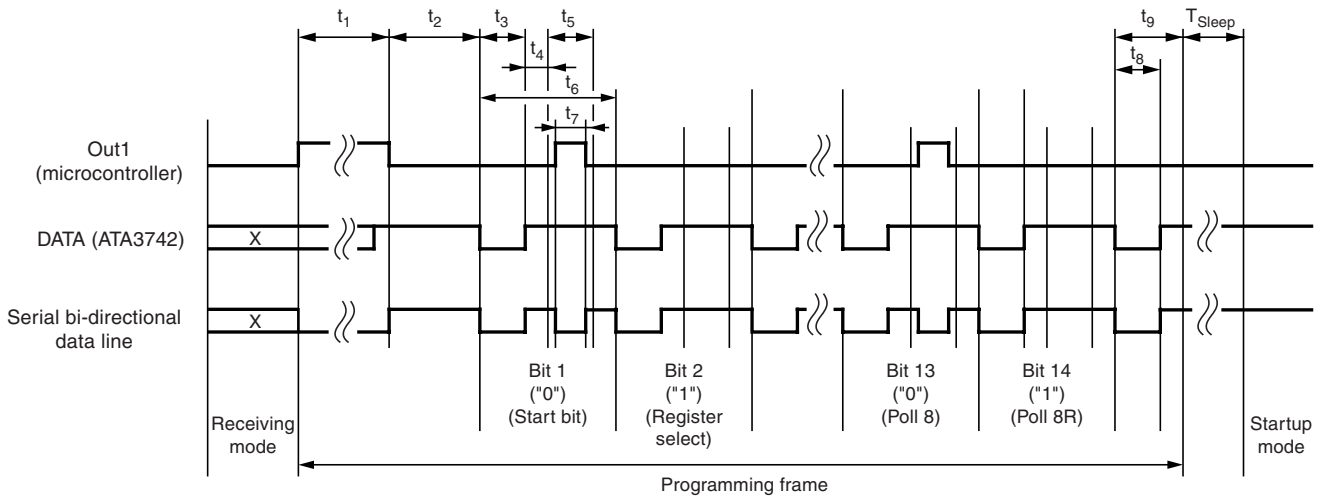 t1 t2 t3 t5 t9 TSleep
t4 t8
t6
t7
Out1
(microcontroller)
DATA (ATA3742)
X
Serial bi-directional
data line
X
Bit 1
("0")
(Start bit)
Bit 2
("1")
(Register
select)
Bit 13
("0")
(Poll 8)
Bit 14
("1")
(Poll 8R)
Receiving
mode
Startup
mode
Programming frame